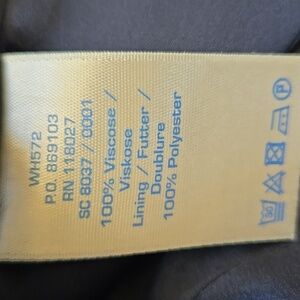 WH572
P.O. 869103
RN 118027
SC 8037 / 0001
100% Viscose /
Viskose
Lining / Futter /
Doublure
100% Polyester
P